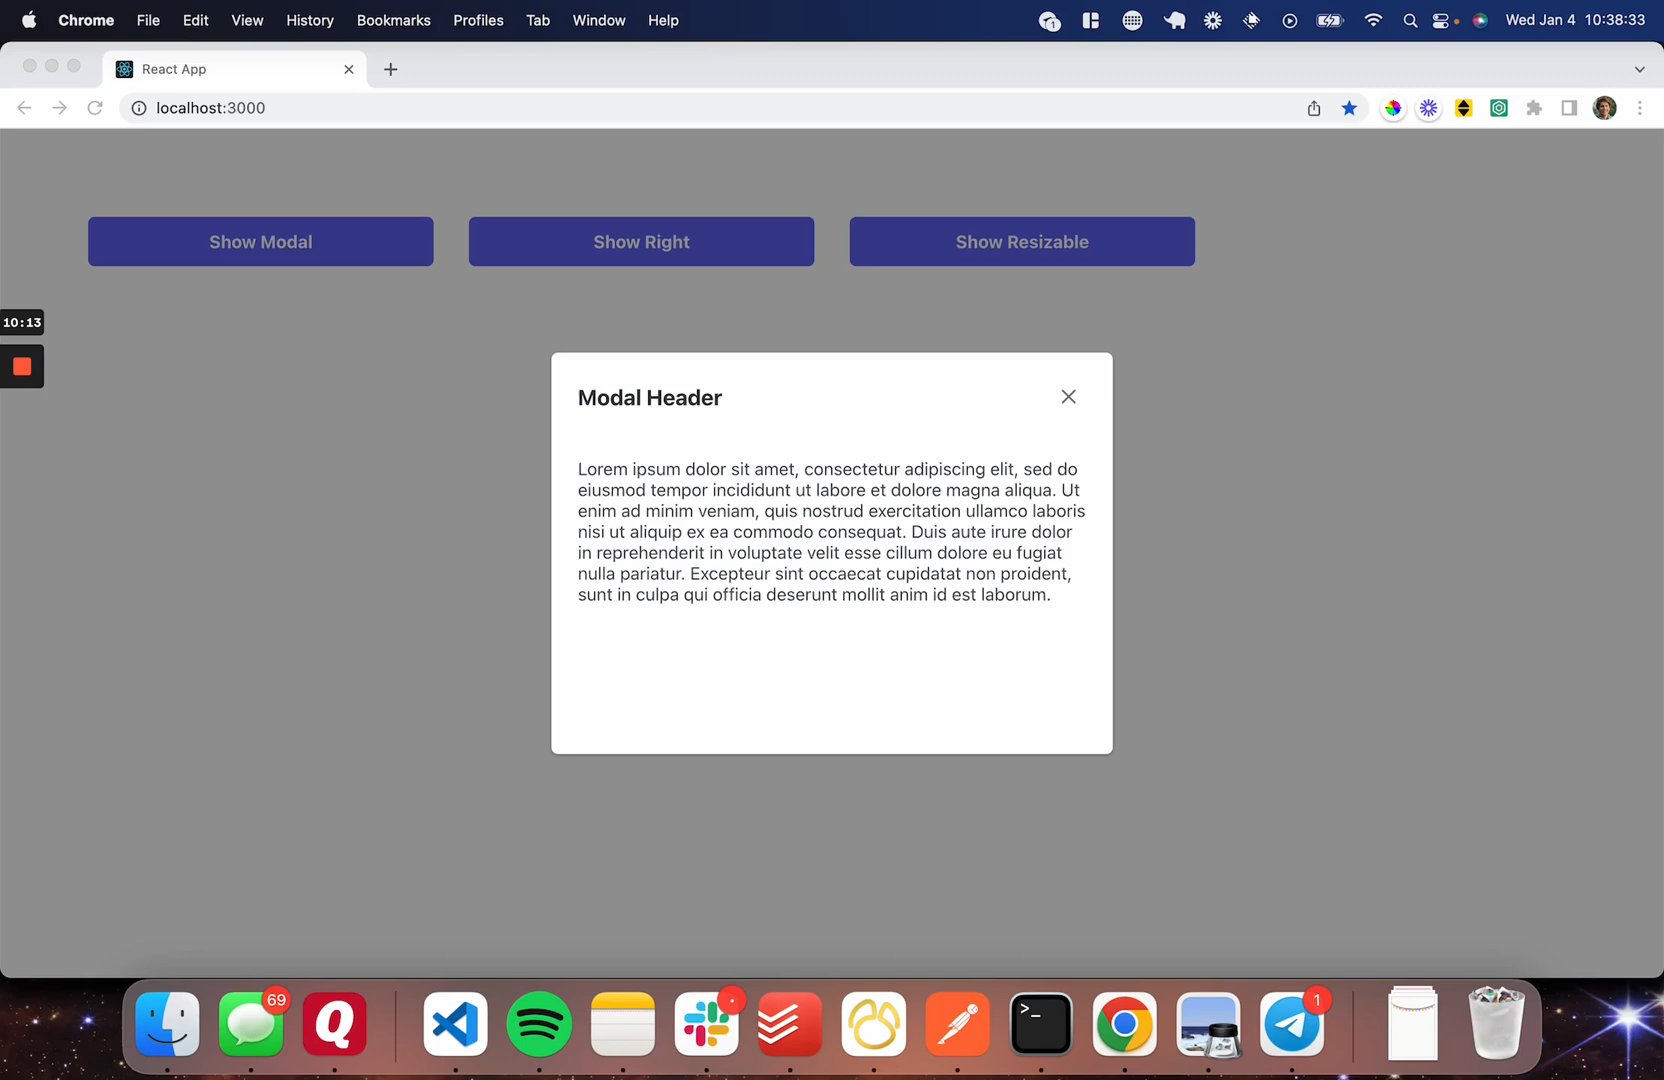 Chrome File Edit View History Bookmarks Profiles Tab Window Help 1 Wed Jan 4 10:38:33
React App
localhost:3000
Show Modal Show Right Show Resizable
10:13
Modal Header
Lorem ipsum dolor sit amet, consectetur adipiscing elit, sed do
eiusmod tempor incididunt ut labore et dolore magna aliqua. Ut
enim ad minim veniam, quis nostrud exercitation ullamco laboris
nisi ut aliquip ex ea commodo consequat. Duis aute irure dolor
in reprehenderit in voluptate velit esse cillum dolore eu fugiat
nulla pariatur. Excepteur sint occaecat cupidatat non proident,
sunt in culpa qui officia deserunt mollit anim id est laborum.
69 Q >_ 1